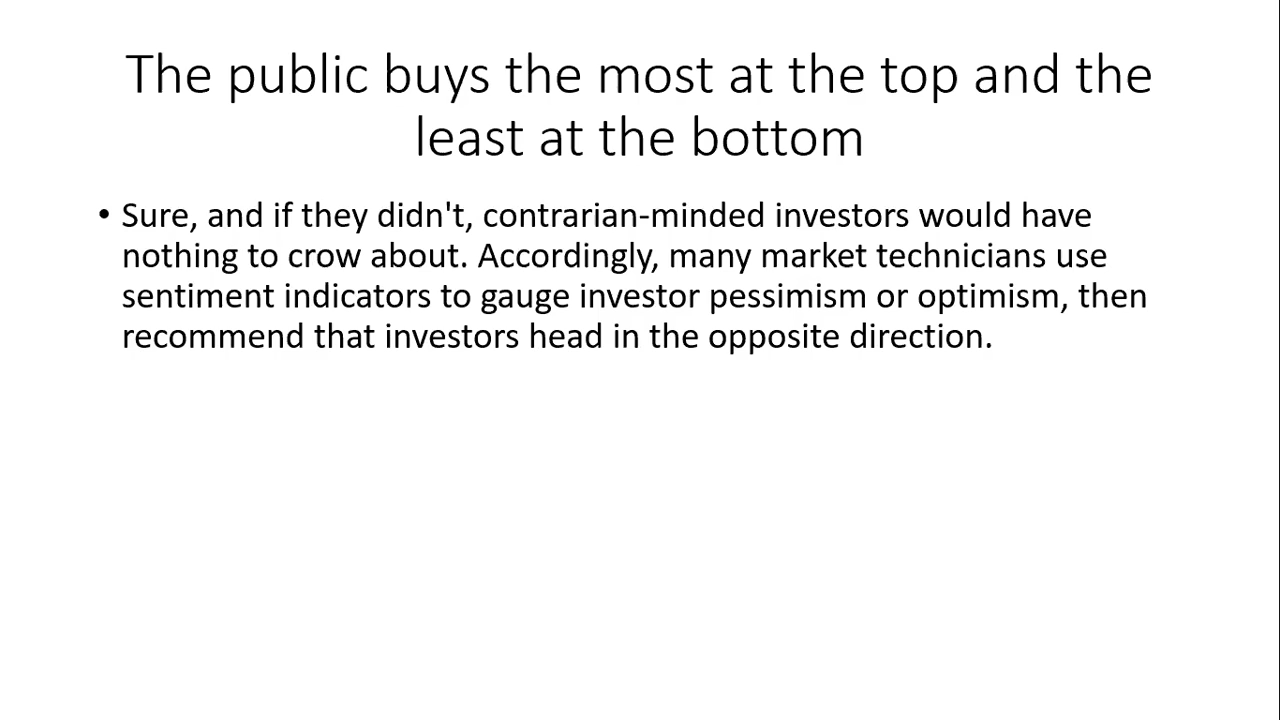 The public buys the most at the top and the
least at the bottom
• Sure, and if they didn't, contrarian-minded investors would have
nothing to crow about. Accordingly, many market technicians use
sentiment indicators to gauge investor pessimism or optimism, then
recommend that investors head in the opposite direction.